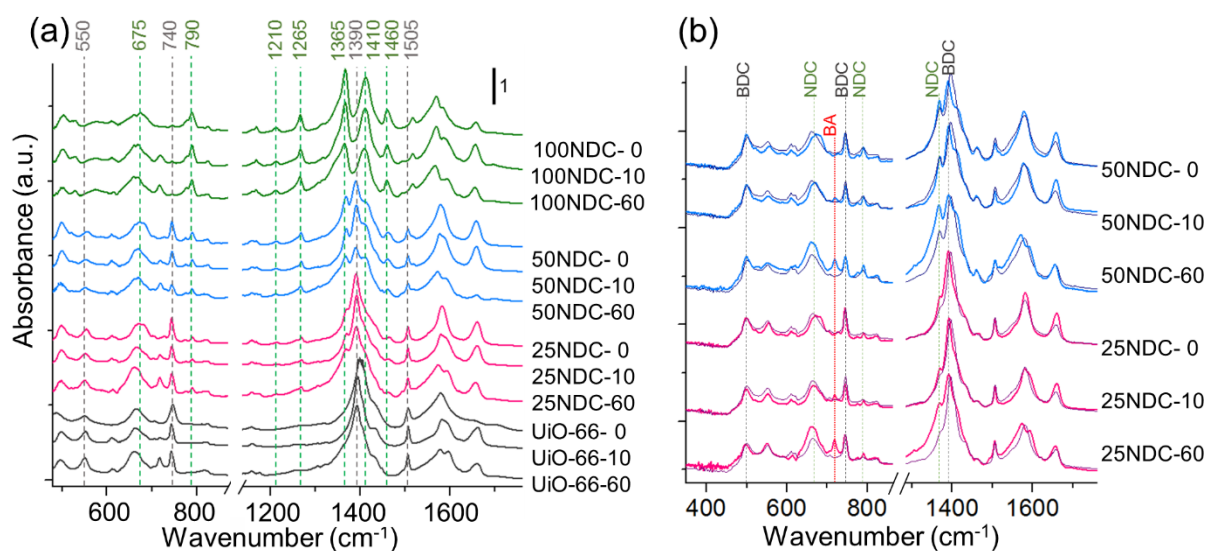 (a)
550
675
740
790
1210
1265
1365
1390
1410
1460
1505
1
Absorbance (a.u.)
100NDC- 0
100NDC-10
100NDC-60
50NDC- 0
50NDC-10
50NDC-60
25NDC- 0
25NDC-10
25NDC-60
UiO-66- 0
UiO-66-10
UiO-66-60
600 800 1200 1400 1600
Wavenumber (cm-1)
(b)
BDC
NDC
BA
BDC
NDC
NDC
BDC
50NDC- 0
50NDC-10
50NDC-60
25NDC- 0
25NDC-10
25NDC-60
400 600 800 1400 1600
Wavenumber (cm-1)